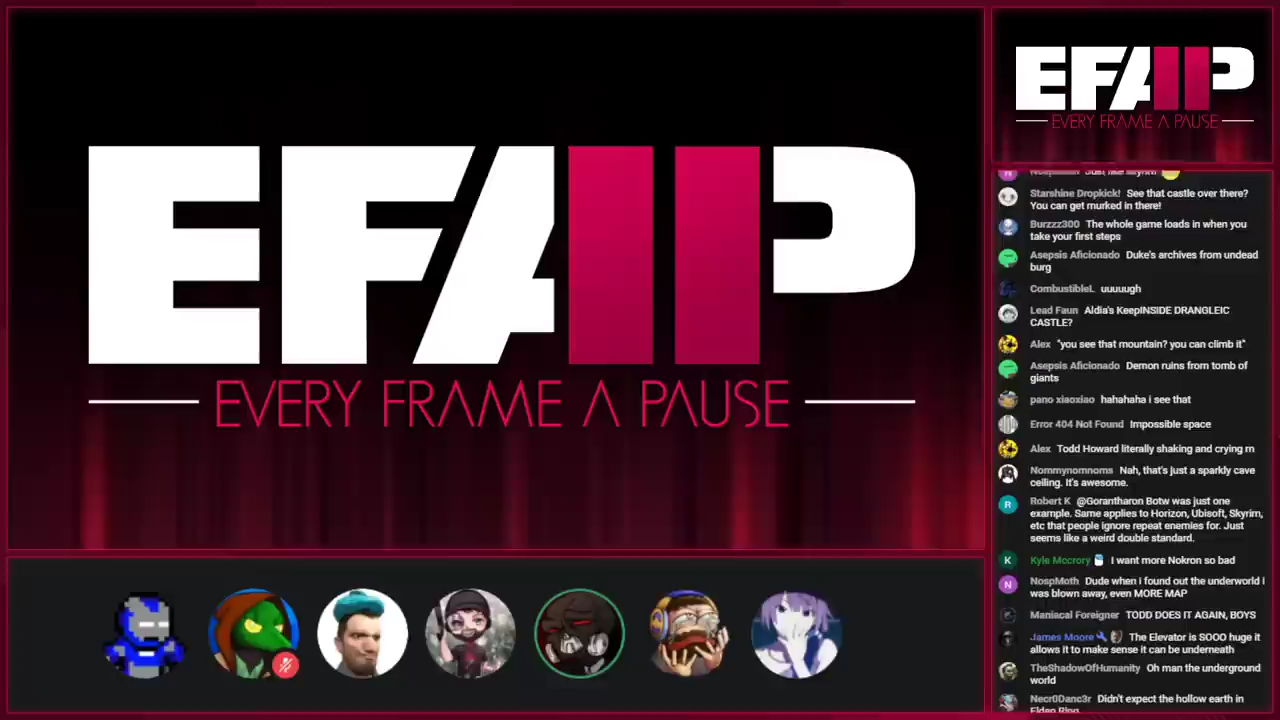 EFAP
EVERY FRAME A PAUSE
EFAP
EVERY FRAME A PAUSE
Starshine Dropkick! See that castle over there?
You can get murked in there!
Burzzz300 The whole game loads in when you
take your first steps
Asepsis Aficionado Duke's archives from undead
burg
CombustibleL uuuuugh
Lead Faun Aldia's KeepINSIDE DRANGLEIC
CASTLE?
Alex "you see that mountain? you can climb it"
Asepsis Aficionado Demon ruins from tomb of
giants
pano xiaoxiao hahahaha i see that
Error 404 Not Found Impossible space
Alex Todd Howard literally shaking and crying rn
Nommynomnoms Nah, that's just a sparkly cave
ceiling. It's awesome.
R
Robert K @Gorantharon Botw was just one
example. Same applies to Horizon, Ubisoft, Skyrim,
etc that people ignore repeat enemies for. Just
seems like a weird double standard.
K Kyle Mccrory I want more Nokron so bad
N NospMoth Dude when i found out the underworld i
was blown away, even MORE MAP
Maniacal Foreigner TODD DOES IT AGAIN, BOYS
James Moore The Elevator is SOOO huge it
allows it to make sense it can be underneath
TheShadowOfHumanity Oh man the underground
world
Necr0Danc3r Didn't expect the hollow earth in
Elden Ring